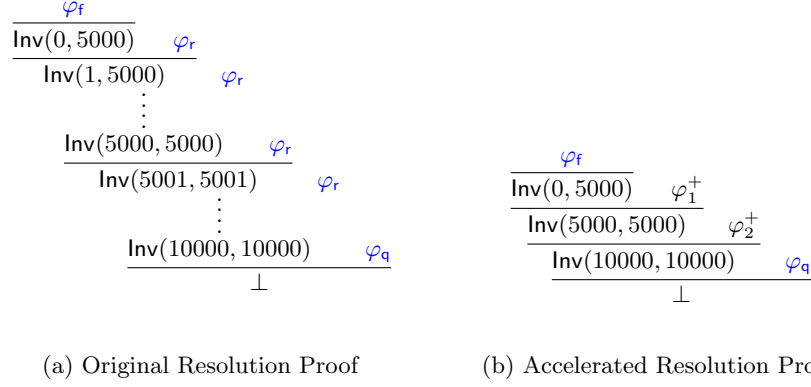 φf
Inv(0, 5000) φr
Inv(1, 5000) φr
⋮
Inv(5000, 5000) φr
Inv(5001, 5001) φr
⋮
Inv(10000, 10000) φq
⊥
(a) Original Resolution Proof
φf
Inv(0, 5000) φ₁⁺
Inv(5000, 5000) φ₂⁺
Inv(10000, 10000) φq
⊥
(b) Accelerated Resolution Pro